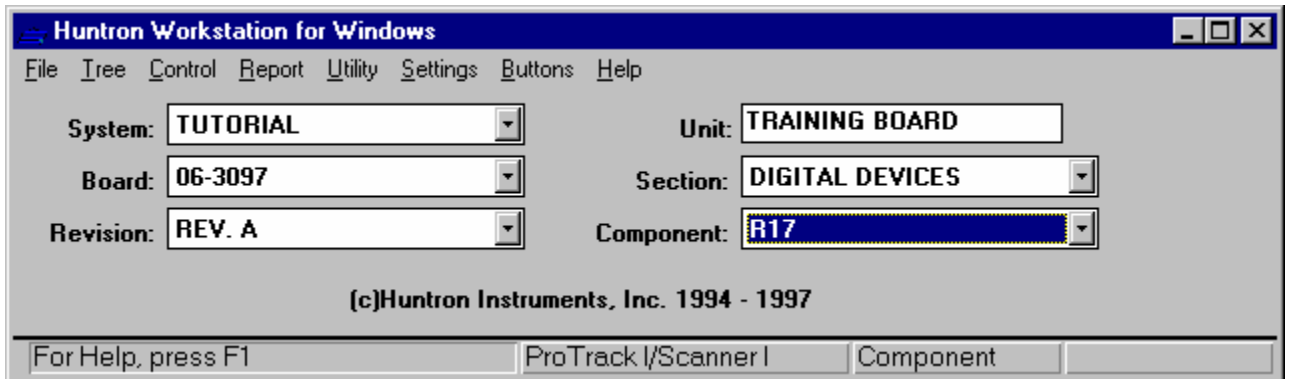 Huntron Workstation for Windows
File Tree Control Report Utility Settings Buttons Help
System: TUTORIAL Unit: TRAINING BOARD
Board: 06-3097 Section: DIGITAL DEVICES
Revision: REV. A Component: R17
(c)Huntron Instruments, Inc. 1994 - 1997
For Help, press F1 ProTrack I/Scanner I Component